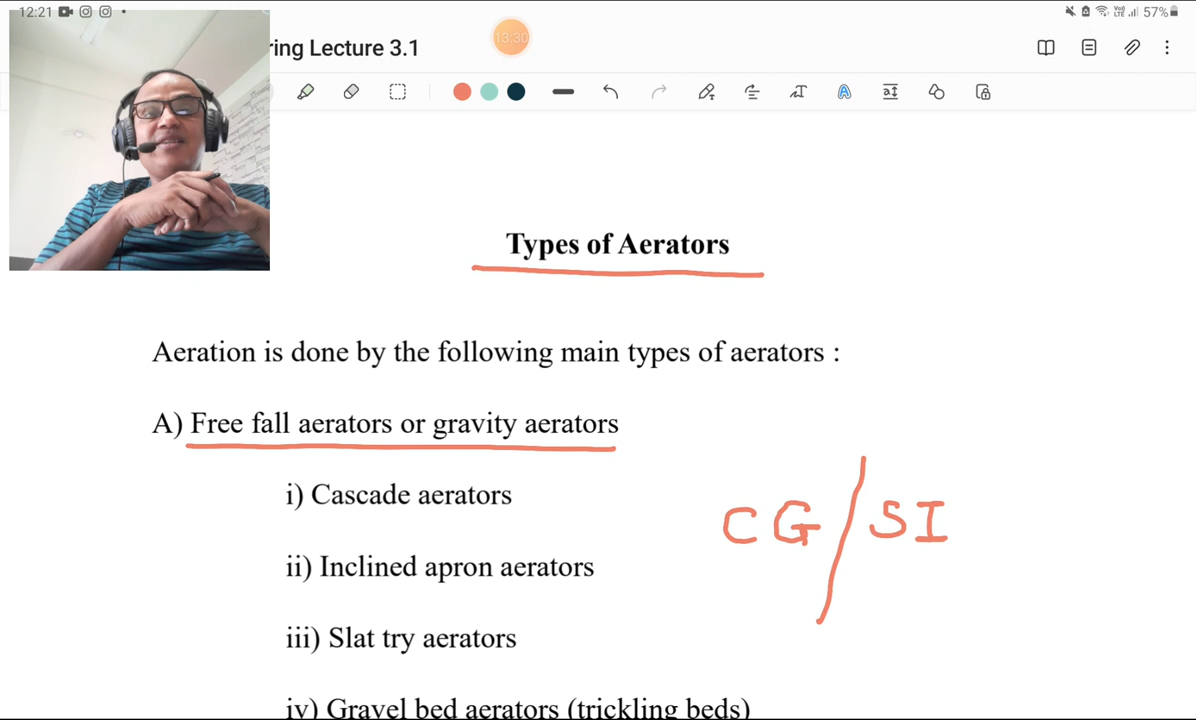 12:21
57%
ring Lecture 3.1
13:30
Types of Aerators
Aeration is done by the following main types of aerators :
A) Free fall aerators or gravity aerators
i) Cascade aerators
CG/SI
ii) Inclined apron aerators
iii) Slat try aerators
iv) Gravel bed aerators (trickling beds)